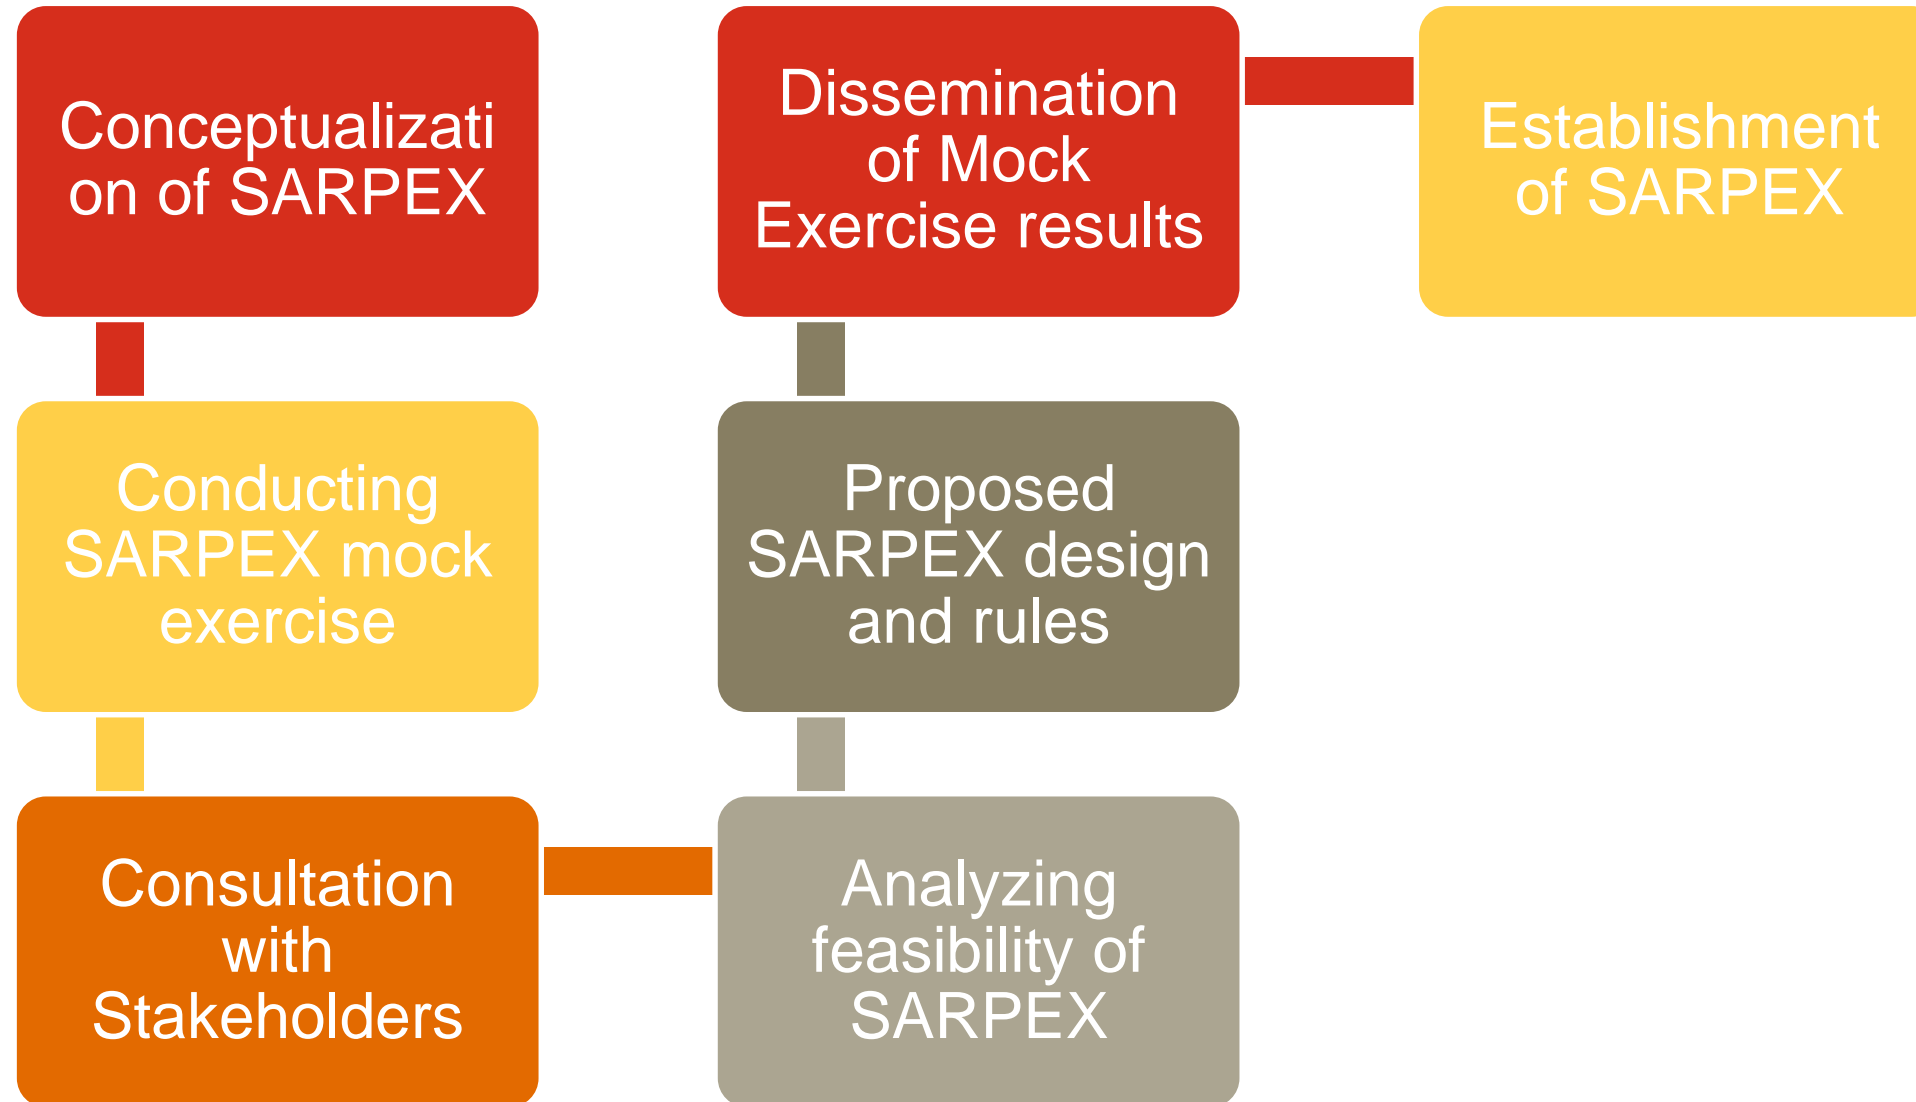 Conceptualizati
on of SARPEX
Conducting
SARPEX mock
exercise
Consultation
with
Stakeholders
Analyzing
feasibility of
SARPEX
Proposed
SARPEX design
and rules
Dissemination
of Mock
Exercise results
Establishment
of SARPEX